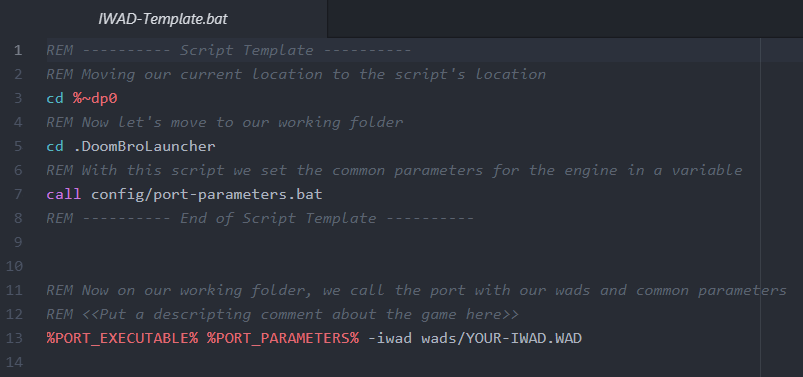 IWAD-Template.bat
1 REM ---------- Script Template ----------
2 REM Moving our current location to the script's location
3 cd %~dp0
4 REM Now let's move to our working folder
5 cd .DoomBroLauncher
6 REM With this script we set the common parameters for the engine in a variable
7 call config/port-parameters.bat
8 REM ---------- End of Script Template ----------
9
10
11 REM Now on our working folder, we call the port with our wads and common parameters
12 REM <<Put a descripting comment about the game here>>
13 %PORT_EXECUTABLE% %PORT_PARAMETERS% -iwad wads/YOUR-IWAD.WAD
14